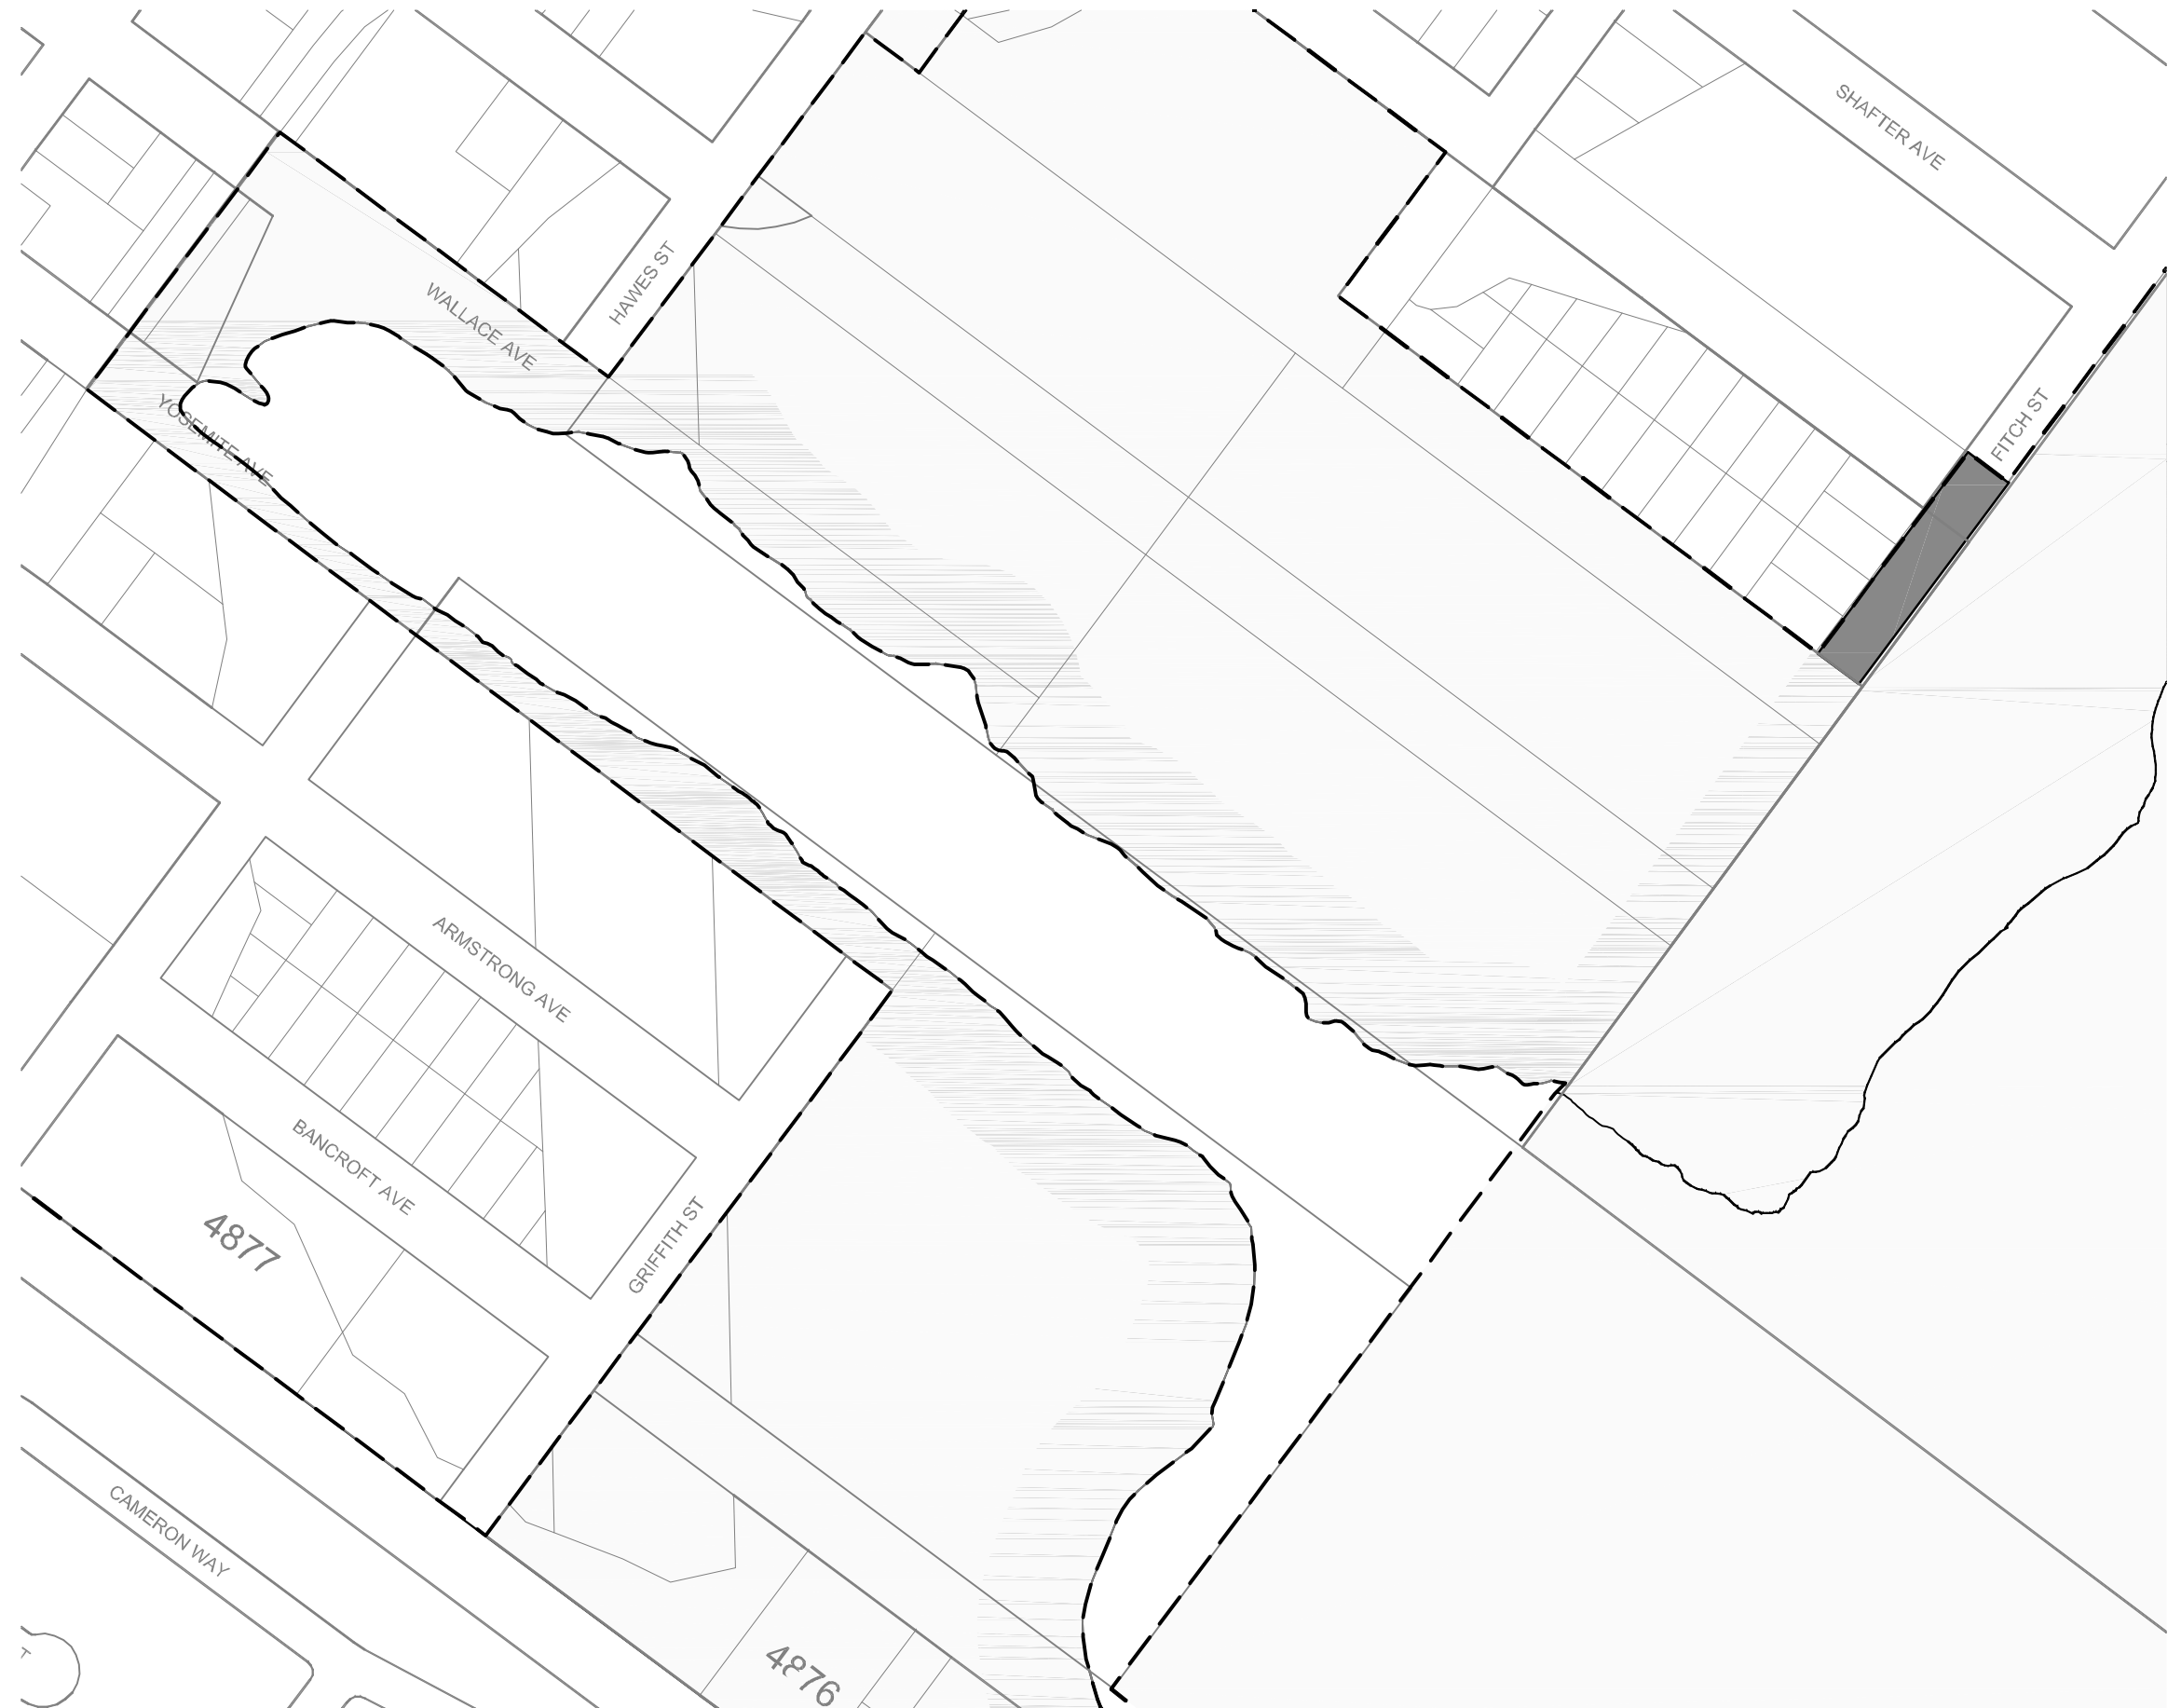 SHAFTER AVE
HAWES ST
WALLACE AVE
YOSEMITE AVE
FITCH ST
ARMSTRONG AVE
BANCROFT AVE
4877
GRIFFITH ST
CAMERON WAY
4876
T